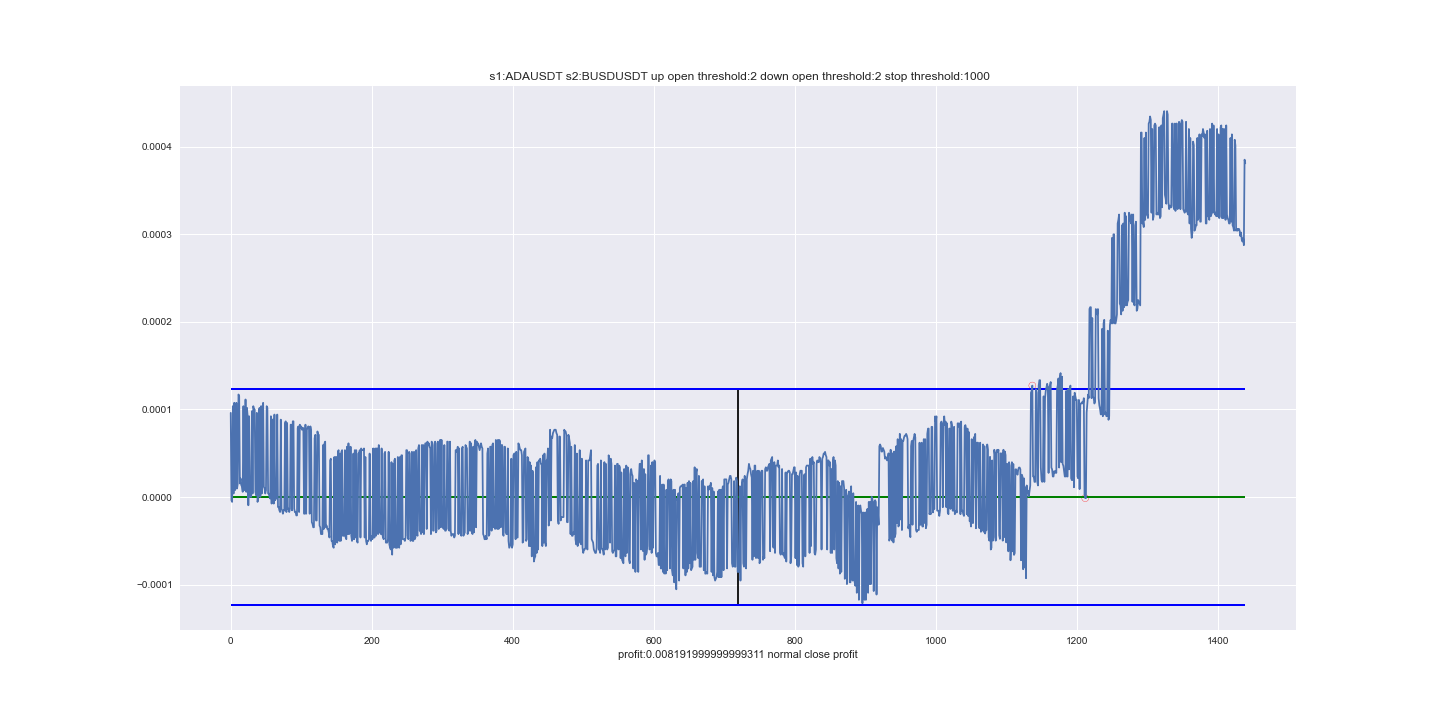 s1:ADAUSDT s2:BUSDUSDT up open threshold:2 down open threshold:2 stop threshold:1000
0.0004
0.0003
0.0002
0.0001
0.0000
−0.0001
0 200 400 600 800 1000 1200 1400
profit:0.008191999999999311 normal close profit